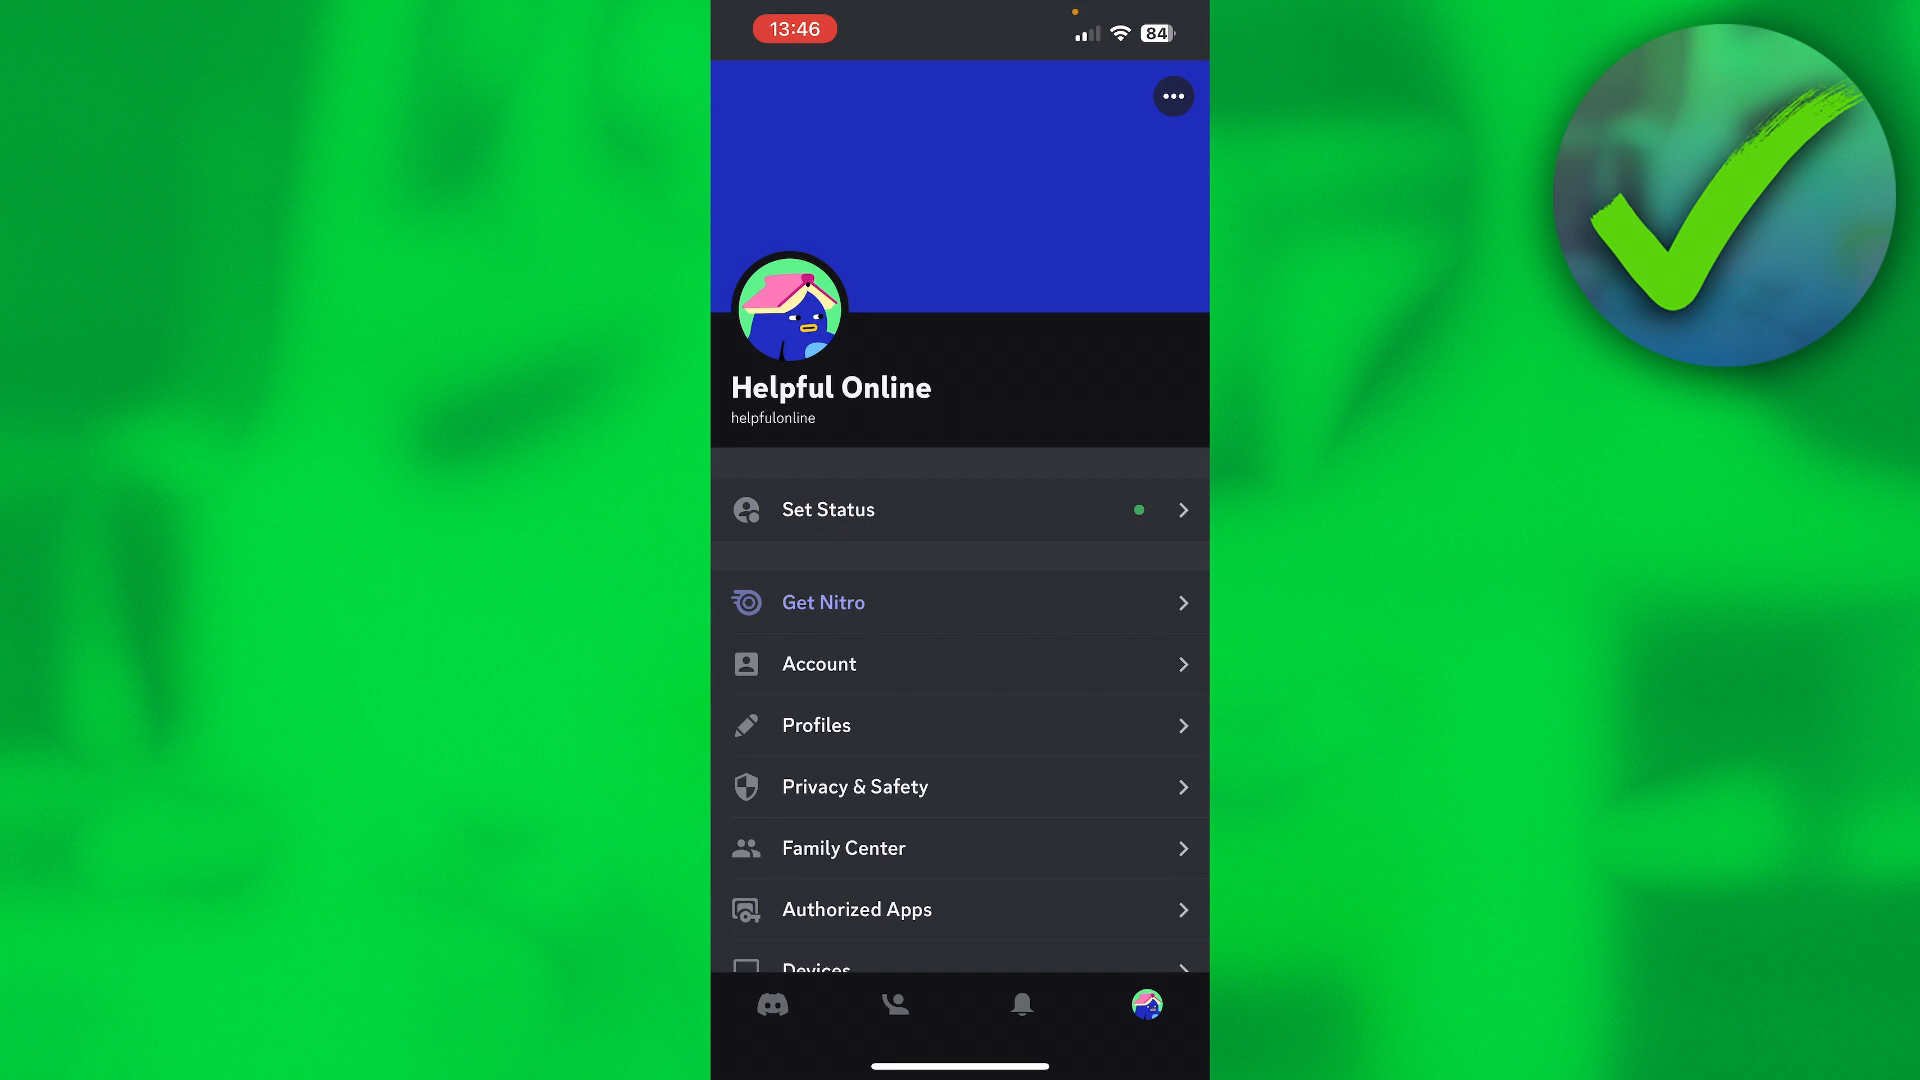 13:46
84
Helpful Online
helpfulonline
Set Status
Get Nitro
Account
Profiles
Privacy & Safety
Family Center
Authorized Apps
Devices